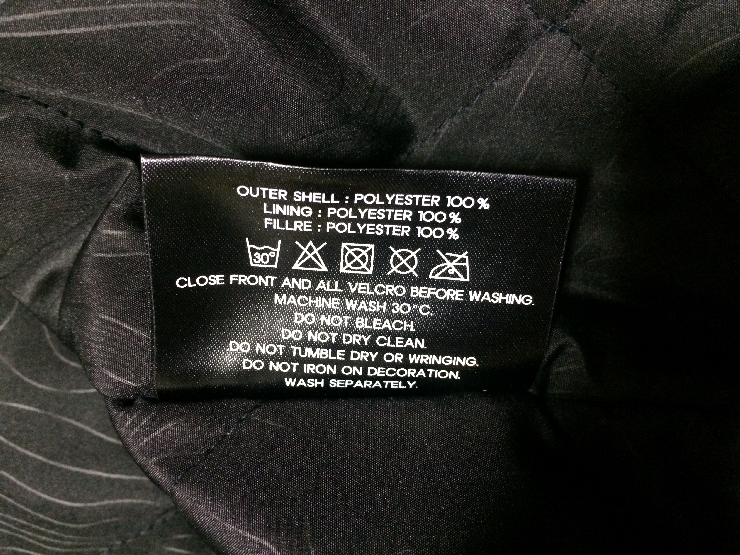 OUTER SHELL : POLYESTER 100%
LINING : POLYESTER 100%
FILLRE : POLYESTER 100%
30°
CLOSE FRONT AND ALL VELCRO BEFORE WASHING.
MACHINE WASH 30°C.
DO NOT BLEACH.
DO NOT DRY CLEAN.
DO NOT TUMBLE DRY OR WRINGING.
DO NOT IRON ON DECORATION.
WASH SEPARATELY.